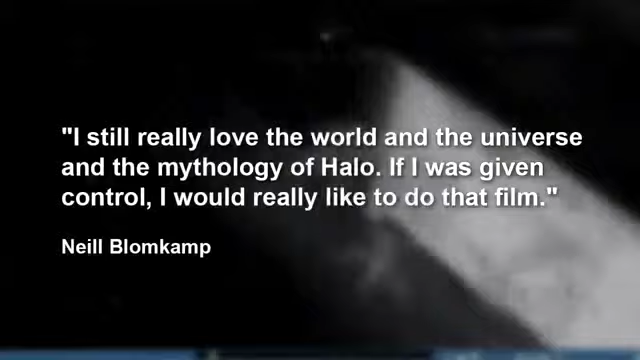 "I still really love the world and the universe
and the mythology of Halo. If I was given
control, I would really like to do that film."
Neill Blomkamp